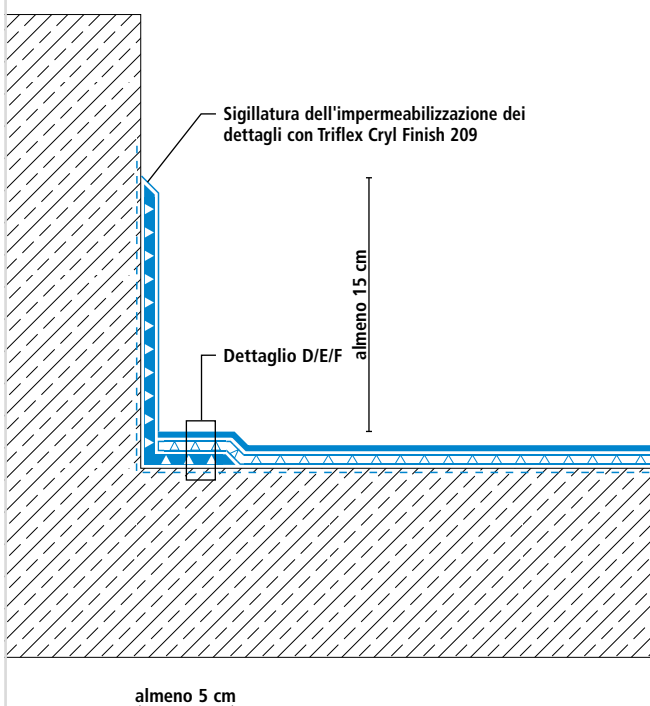 Sigillatura dell'impermeabilizzazione dei
dettagli con Triflex Cryl Finish 209
almeno 15 cm
Dettaglio D/E/F
almeno 5 cm